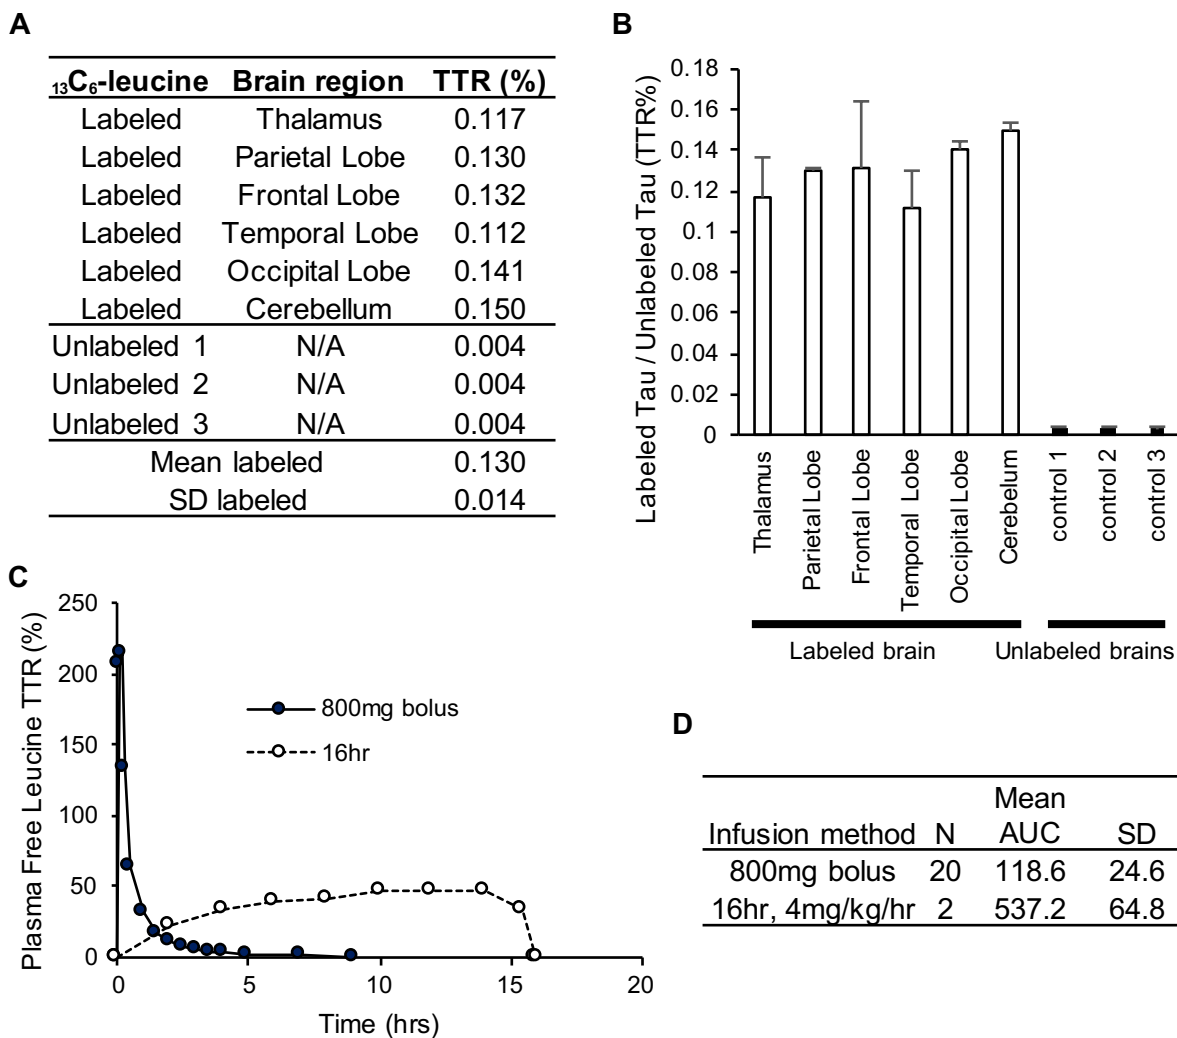 A
13C6-leucine Brain region TTR (%)
Labeled Thalamus 0.117
Labeled Parietal Lobe 0.130
Labeled Frontal Lobe 0.132
Labeled Temporal Lobe 0.112
Labeled Occipital Lobe 0.141
Labeled Cerebellum 0.150
Unlabeled 1 N/A 0.004
Unlabeled 2 N/A 0.004
Unlabeled 3 N/A 0.004
Mean labeled 0.130
SD labeled 0.014
B
Labeled Tau / Unlabeled Tau (TTR%)
0.18
0.16
0.14
0.12
0.1
0.08
0.06
0.04
0.02
0
Thalamus
Parietal Lobe
Frontal Lobe
Temporal Lobe
Occipital Lobe
Cerebelum
control 1
control 2
control 3
Labeled brain Unlabeled brains
C
Plasma Free Leucine TTR (%)
250
200
150
100
50
0
800mg bolus
16hr
0 5 10 15 20
Time (hrs)
D
Mean
Infusion method N AUC SD
800mg bolus 20 118.6 24.6
16hr, 4mg/kg/hr 2 537.2 64.8